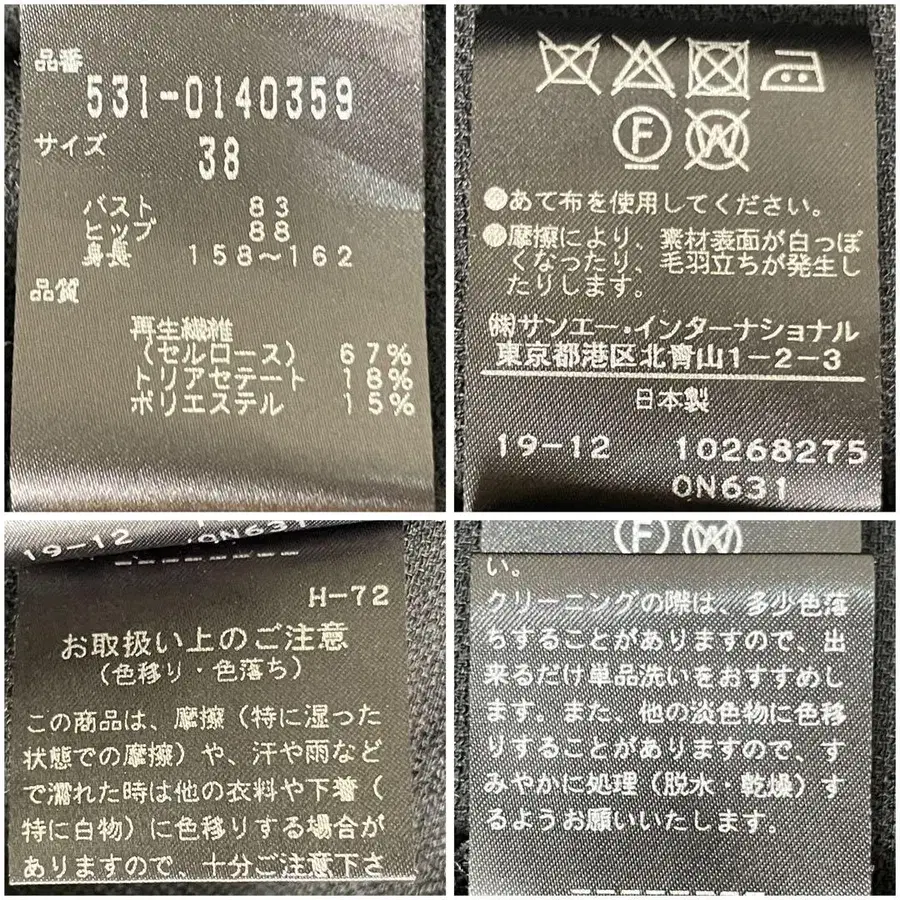 品番
531-0140359
サイズ
38
バスト 83
ヒップ 88
身長 158～162
品質
再生繊維
(セルロース) 67%
トリアセテート 18%
ポリエステル 15%
F W
●あて布を使用してください。
●摩擦により、素材表面が白っぽ
くなったり、毛羽立ちが発生し
たりします。
㈱サンエー・インターナショナル
東京都港区北青山1-2-3
日本製
19-12 10268275
0N631
19-12 0N631
H-72
お取扱い上のご注意
(色移り・色落ち)
この商品は、摩擦(特に湿った
状態での摩擦)や、汗や雨など
で濡れた時は他の衣料や下着(
特に白物)に色移りする場合が
ありますので、十分ご注意下さ
F W
い。
クリーニングの際は、多少色落
ちすることがありますので、出
来るだけ単品洗いをおすすめし
ます。また、他の淡色物に色移
りすることがありますので、す
みやかに処理(脱水・乾燥)す
るようお願いいたします。